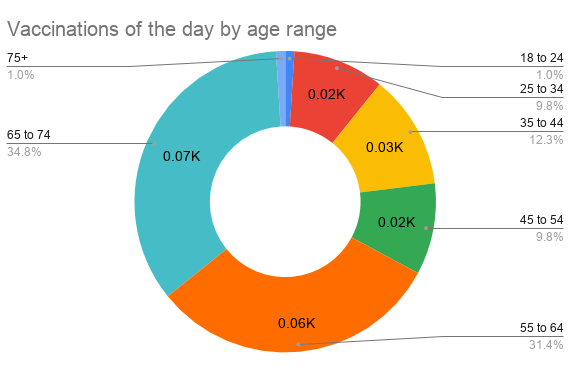 Vaccinations of the day by age range
75+
1.0%
18 to 24
1.0%
25 to 34
9.8%
0.02K
35 to 44
12.3%
0.03K
65 to 74
34.8%
0.07K
45 to 54
9.8%
0.02K
0.06K
55 to 64
31.4%